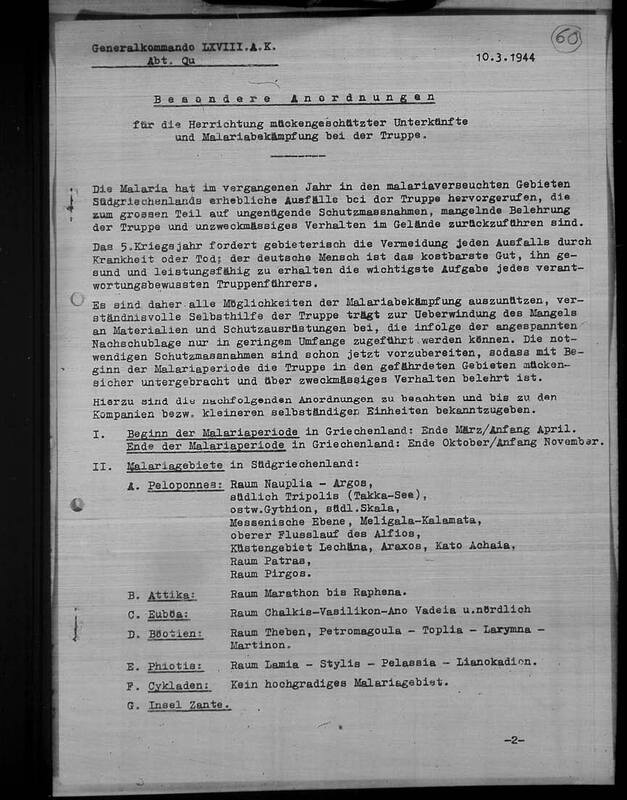 60
Generalkommando LXVIII.A.K.
Abt. Qu
10.3.1944
Besondere Anordnungen
für die Herrichtung mückengeschützter Unterkünfte
und Malariabekämpfung bei der Truppe.
Die Malaria hat im vergangenen Jahr in den malariaverseuchten Gebieten
Südgriechenlands erhebliche Ausfälle bei der Truppe hervorgerufen, die
zum grossen Teil auf ungenügende Schutzmassnahmen, mangelnde Belehrung
der Truppe und unzweckmässiges Verhalten im Gelände zurückzuführen sind.
Das 5.Kriegsjahr fordert gebieterisch die Vermeidung jeden Ausfalls durch
Krankheit oder Tod; der deutsche Mensch ist das kostbarste Gut, ihn ge-
sund und leistungsfähig zu erhalten die wichtigste Aufgabe jedes verant-
wortungsbewussten Truppenführers.
Es sind daher alle Möglichkeiten der Malariabekämpfung auszunützen, ver-
ständnisvolle Selbsthilfe der Truppe trägt zur Ueberwindung des Mangels
an Materialien und Schutzausrüstungen bei, die infolge der angespannten
Nachschublage nur in geringem Umfange zugeführt werden können. Die not-
wendigen Schutzmassnahmen sind schon jetzt vorzubereiten, sodass mit Be-
ginn der Malariaperiode die Truppe in den gefährdeten Gebieten mücken-
sicher untergebracht und über zweckmässiges Verhalten belehrt ist.
Hierzu sind die nachfolgenden Anordnungen zu beachten und bis zu den
Kompanien bezw. kleineren selbständigen Einheiten bekanntzugeben.
I. Beginn der Malariaperiode in Griechenland: Ende März/Anfang April.
Ende der Malariaperiode in Griechenland: Ende Oktober/Anfang November.
II. Malariagebiete in Südgriechenland:
A. Peloponnes: Raum Nauplia - Argos,
südlich Tripolis (Takka-See),
ostw.Gythion, südl.Skala,
Messenische Ebene, Meligala-Kalamata,
oberer Flusslauf des Alfios,
Küstengebiet Lechäna, Araxos, Kato Achaia,
Raum Patras,
Raum Pirgos.
B. Attika: Raum Marathon bis Raphena.
C. Euböa: Raum Chalkis-Vasilikon-Ano Vadeia u.nördlich
D. Böotien: Raum Theben, Petromagoula - Toplia - Larymna -
Martinon.
E. Phiotis: Raum Lamia - Stylis - Pelassia - Lianokadion.
F. Cykladen: Kein hochgradiges Malariagebiet.
G. Insel Zante.
-2-